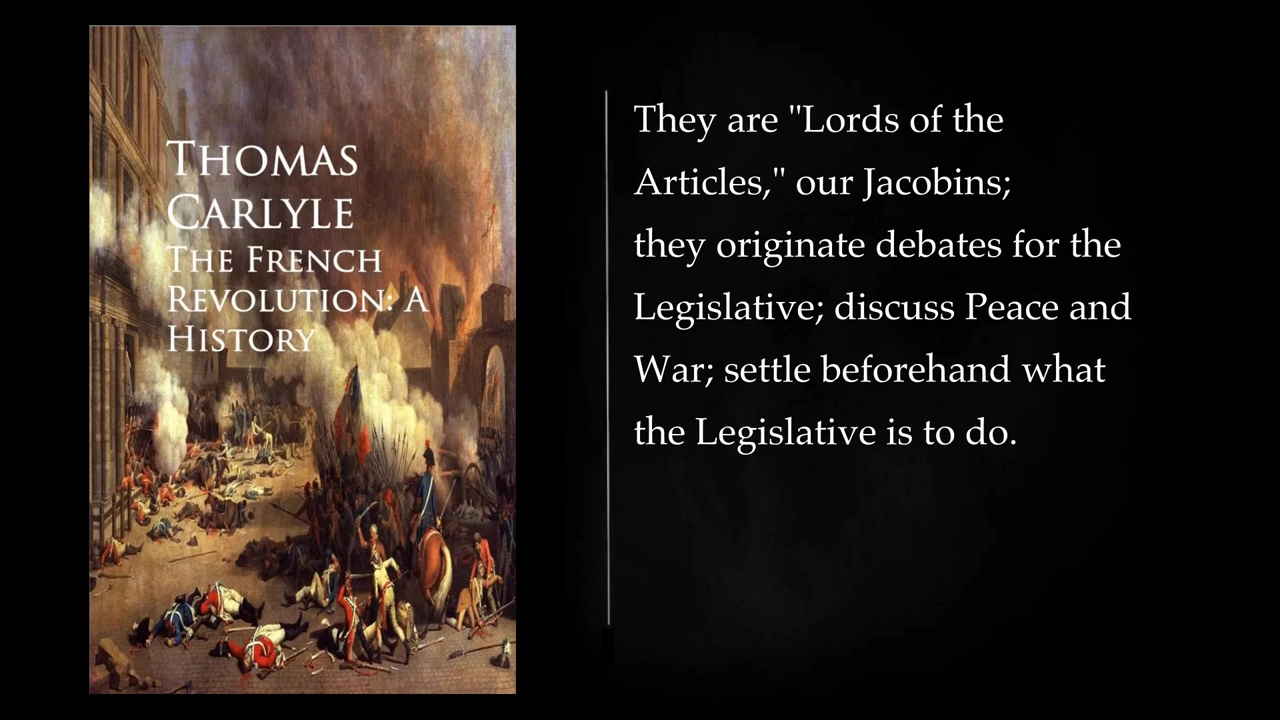 THOMAS
CARLYLE
THE FRENCH
REVOLUTION: A
HISTORY
They are "Lords of the
Articles," our Jacobins;
they originate debates for the
Legislative; discuss Peace and
War; settle beforehand what
the Legislative is to do.